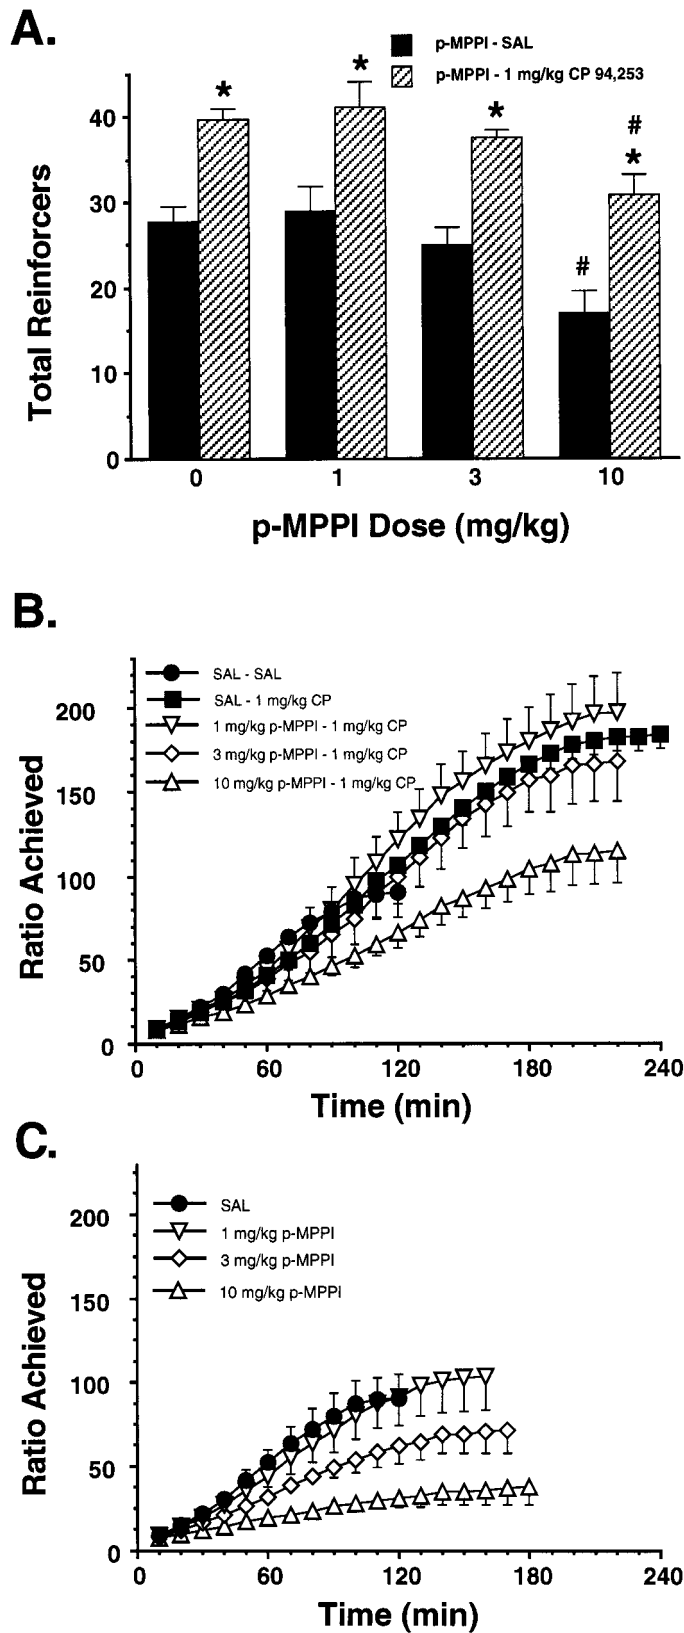 A.
p-MPPI - SAL
p-MPPI - 1 mg/kg CP 94,253
* * * # *
#
40
30
20
10
0
Total Reinforcers
0 1 3 10
p-MPPI Dose (mg/kg)
B.
SAL - SAL
SAL - 1 mg/kg CP
1 mg/kg p-MPPI - 1 mg/kg CP
3 mg/kg p-MPPI - 1 mg/kg CP
10 mg/kg p-MPPI - 1 mg/kg CP
200
150
100
50
0
Ratio Achieved
0 60 120 180 240
Time (min)
C.
SAL
1 mg/kg p-MPPI
3 mg/kg p-MPPI
10 mg/kg p-MPPI
200
150
100
50
0
Ratio Achieved
0 60 120 180 240
Time (min)